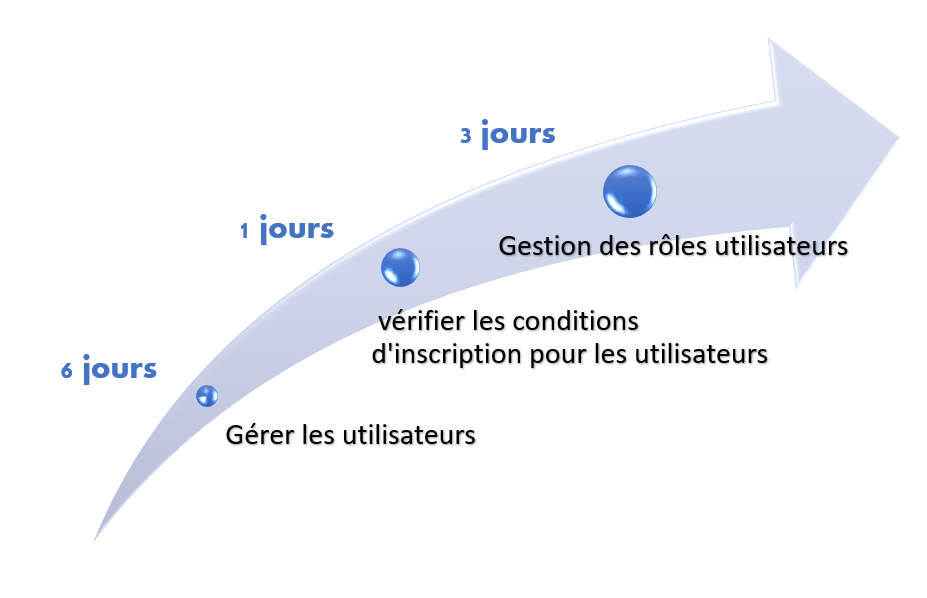 3 jours
Gestion des rôles utilisateurs
1 jours
vérifier les conditions
d'inscription pour les utilisateurs
6 jours
Gérer les utilisateurs